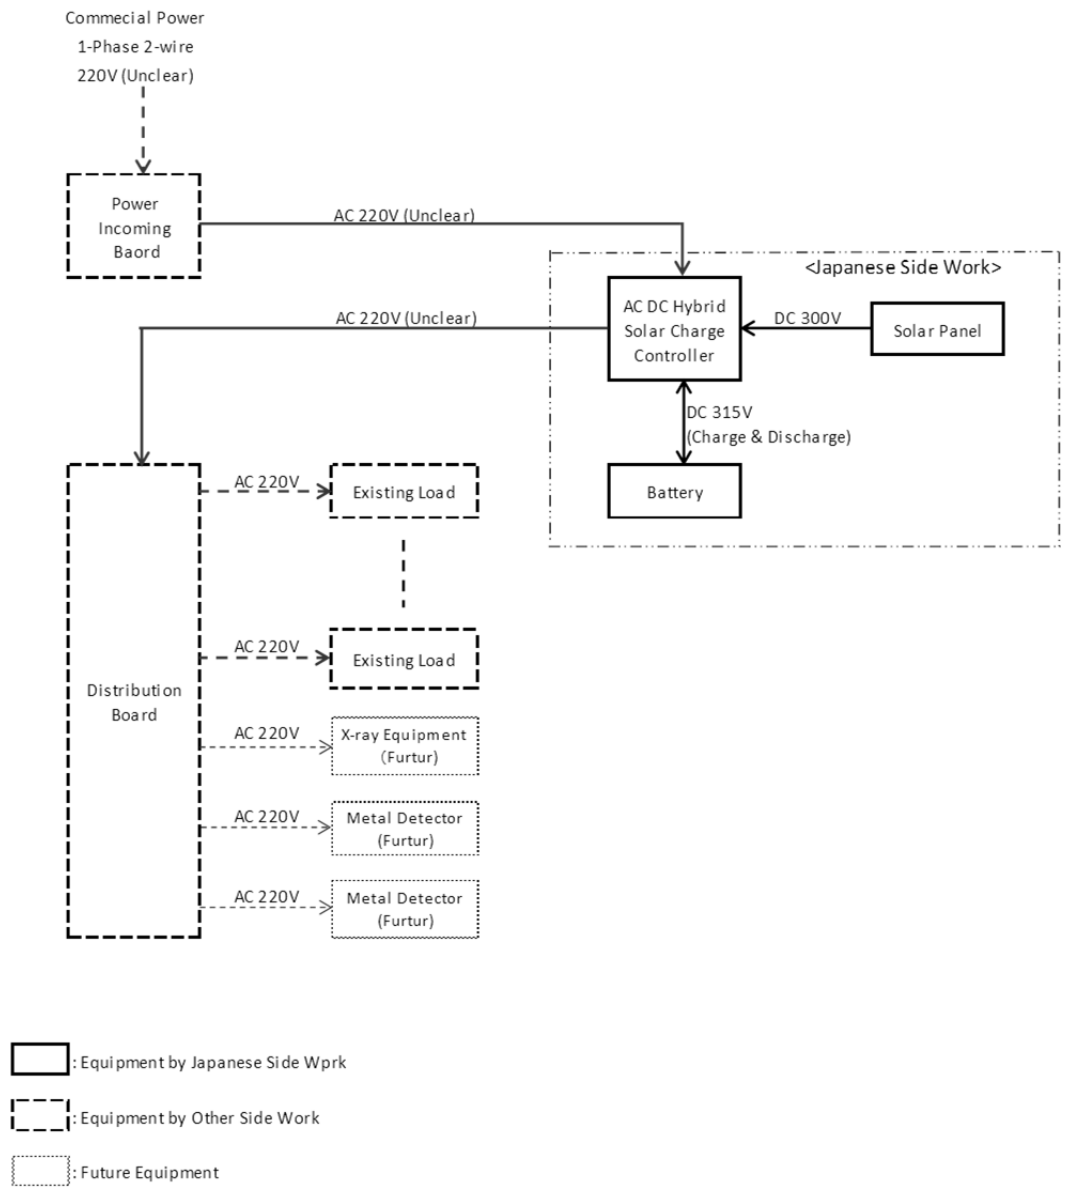 Commecial Power
1-Phase 2-wire
220V (Unclear)
Power
Incoming
Baord
AC 220V (Unclear)
<Japanese Side Work>
AC DC Hybrid
Solar Charge
Controller
DC 300V
Solar Panel
AC 220V (Unclear)
DC 315V
(Charge & Discharge)
Battery
AC 220V
Existing Load
AC 220V
Existing Load
Distribution
Board
AC 220V
X-ray Equipment
(Furtur)
AC 220V
Metal Detector
(Furtur)
AC 220V
Metal Detector
(Furtur)
: Equipment by Japanese Side Wprk
: Equipment by Other Side Work
: Future Equipment